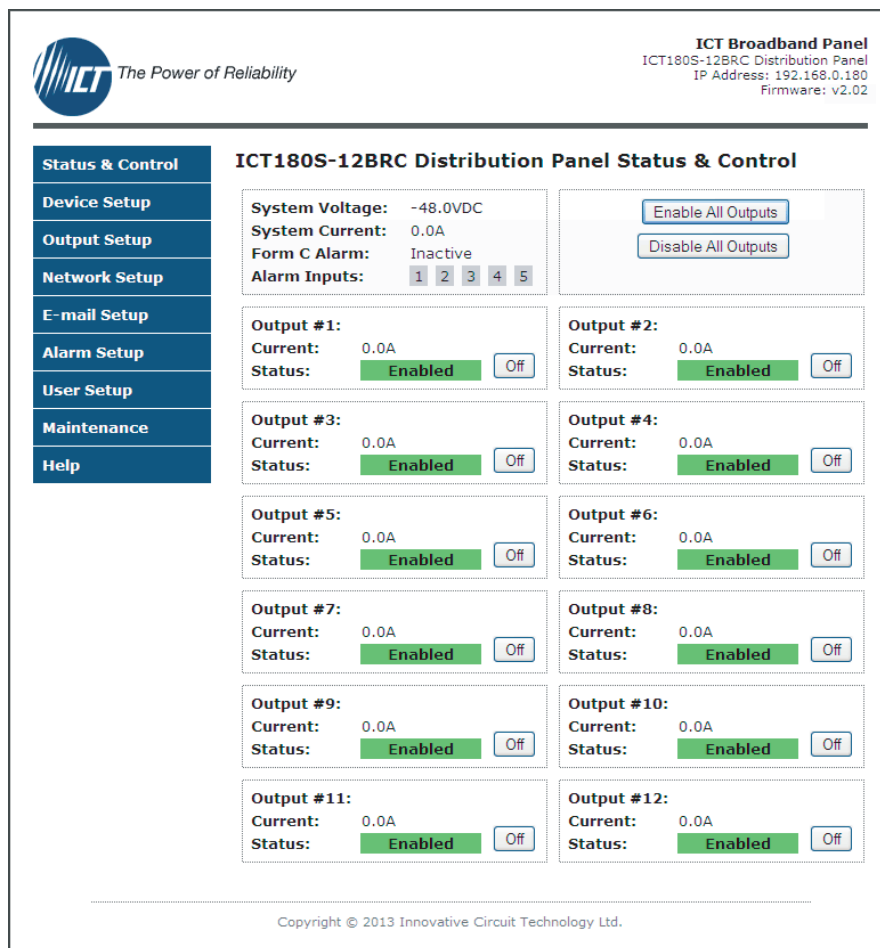 ICT The Power of Reliability
ICT Broadband Panel
ICT180S-12BRC Distribution Panel
IP Address: 192.168.0.180
Firmware: v2.02
Status & Control
Device Setup
Output Setup
Network Setup
E-mail Setup
Alarm Setup
User Setup
Maintenance
Help
ICT180S-12BRC Distribution Panel Status & Control
System Voltage: -48.0VDC
System Current: 0.0A
Form C Alarm: Inactive
Alarm Inputs: 1 2 3 4 5
Enable All Outputs
Disable All Outputs
Output #1:
Current: 0.0A
Status: Enabled Off
Output #2:
Current: 0.0A
Status: Enabled Off
Output #3:
Current: 0.0A
Status: Enabled Off
Output #4:
Current: 0.0A
Status: Enabled Off
Output #5:
Current: 0.0A
Status: Enabled Off
Output #6:
Current: 0.0A
Status: Enabled Off
Output #7:
Current: 0.0A
Status: Enabled Off
Output #8:
Current: 0.0A
Status: Enabled Off
Output #9:
Current: 0.0A
Status: Enabled Off
Output #10:
Current: 0.0A
Status: Enabled Off
Output #11:
Current: 0.0A
Status: Enabled Off
Output #12:
Current: 0.0A
Status: Enabled Off
Copyright © 2013 Innovative Circuit Technology Ltd.